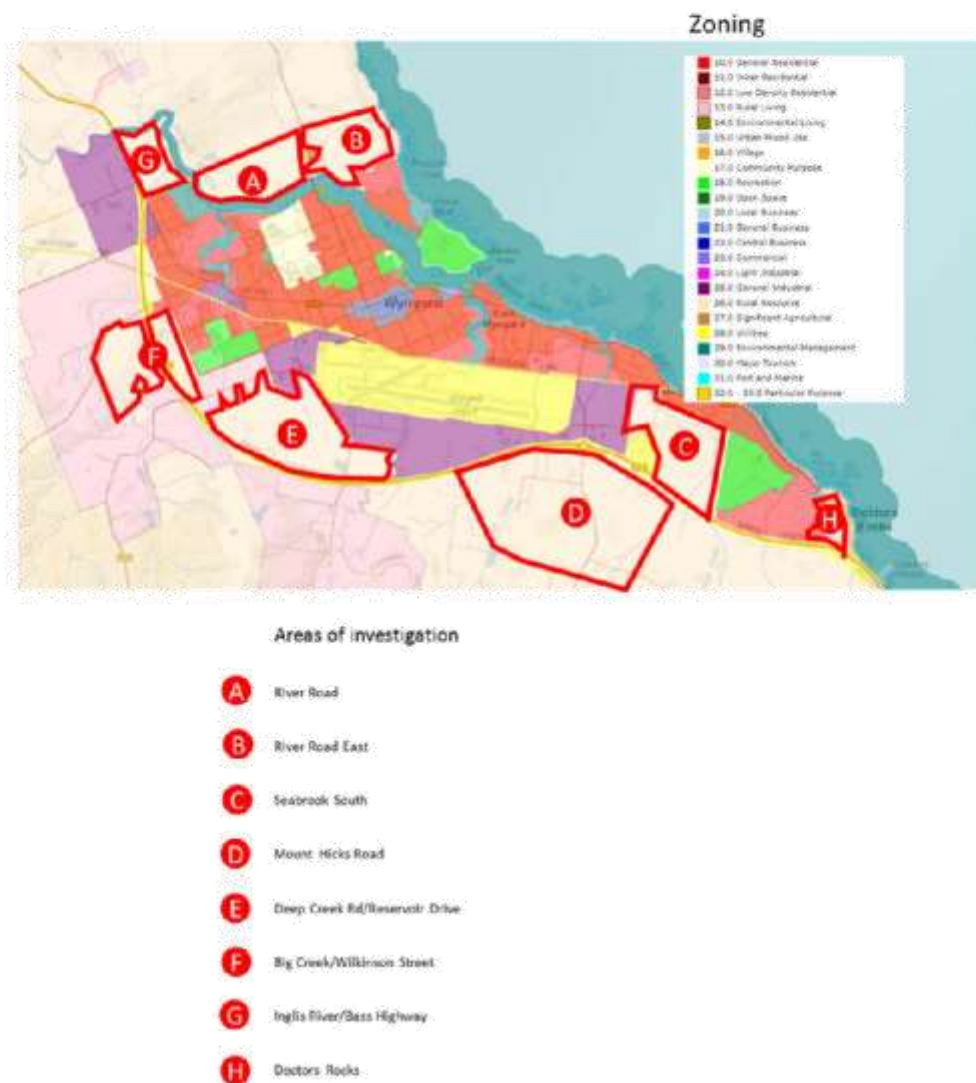 Zoning
10.0 General Residential
11.0 Inner Residential
12.0 Low Density Residential
13.0 Rural Living
14.0 Environmental Living
15.0 Urban Mixed Use
16.0 Village
17.0 Community Purpose
18.0 Recreation
19.0 Open Space
20.0 Local Business
21.0 General Business
22.0 Central Business
23.0 Commercial
24.0 Light Industrial
25.0 General Industrial
26.0 Rural Resource
27.0 Significant Agricultural
28.0 Utilities
29.0 Environmental Management
30.0 Major Tourism
31.0 Port and Marine
32.0 - 39.0 Particular Purpose
G
A
B
Wynyard
F
E
C
D
H
Areas of investigation
A River Road
B River Road East
C Seabrook South
D Mount Hicks Road
E Deep Creek Rd/Reservoir Drive
F Big Creek/Wilkinson Street
G Inglis River/Bass Highway
H Doctors Rocks